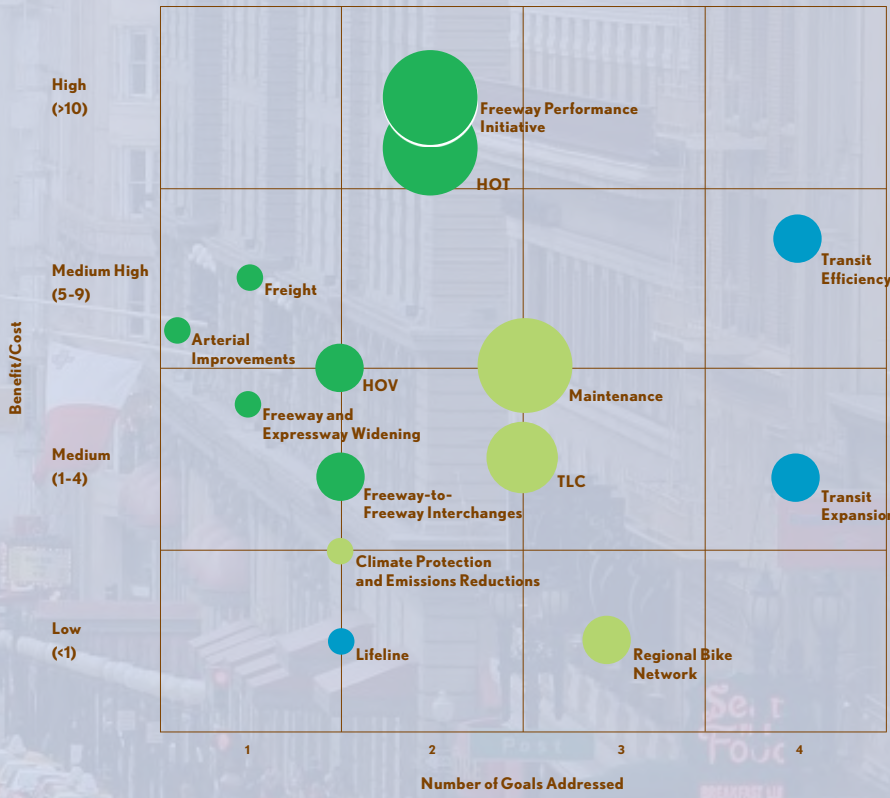 High
(>10)
Freeway Performance
Initiative
HOT
Medium High
(5-9)
Transit
Efficiency
Freight
Arterial
Improvements
Benefit/Cost
HOV
Maintenance
Freeway and
Expressway Widening
Medium
(1-4)
TLC
Freeway-to-
Freeway Interchanges
Transit
Expansion
Climate Protection
and Emissions Reductions
Low
(<1)
Lifeline
Regional Bike
Network
Post
1
2
3
4
Number of Goals Addressed